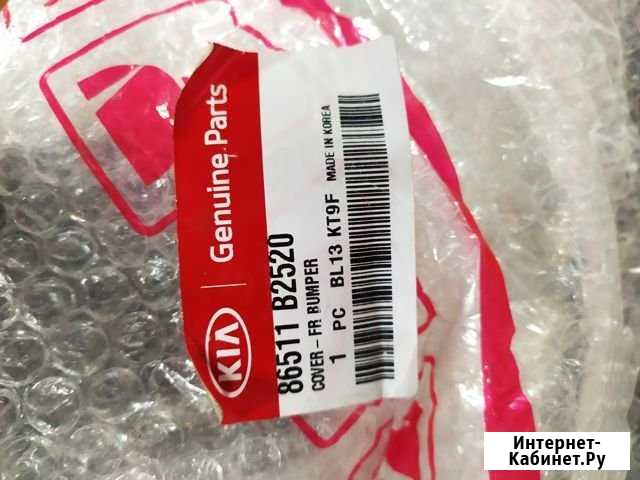 KIA | Genuine Parts
86511 B2520
COVER - FR BUMPER
1 PC BL13 KT9F MADE IN KOREA
Интернет-
Кабинет.Ру